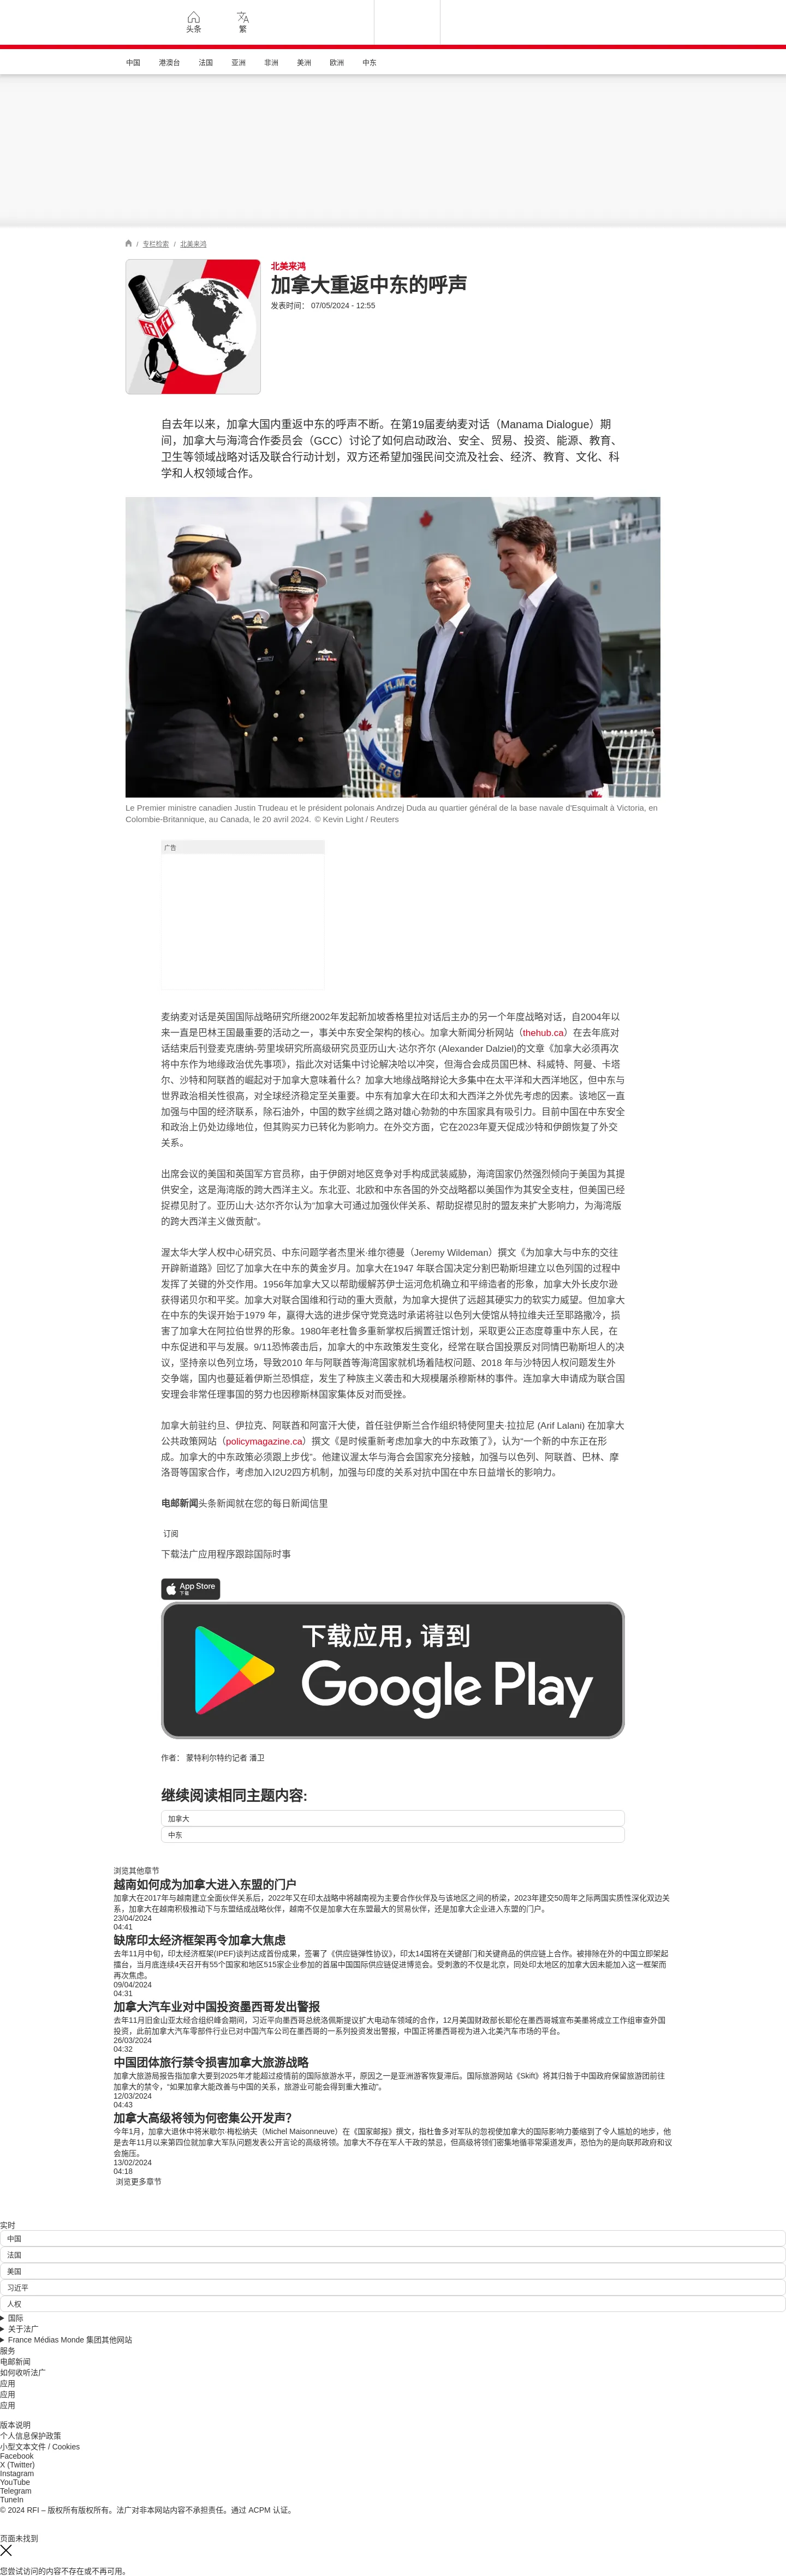 头条
繁
中国 港澳台 法国 亚洲 非洲 美洲 欧洲 中东
/ 专栏检索 / 北美来鸿
北美来鸿
加拿大重返中东的呼声
发表时间： 07/05/2024 - 12:55
自去年以来，加拿大国内重返中东的呼声不断。在第19届麦纳麦对话（Manama Dialogue）期
间，加拿大与海湾合作委员会（GCC）讨论了如何启动政治、安全、贸易、投资、能源、教育、
卫生等领域战略对话及联合行动计划，双方还希望加强民间交流及社会、经济、教育、文化、科
学和人权领域合作。
Le Premier ministre canadien Justin Trudeau et le président polonais Andrzej Duda au quartier général de la base navale d'Esquimalt à Victoria, en
Colombie-Britannique, au Canada, le 20 avril 2024. © Kevin Light / Reuters
广告
麦纳麦对话是英国国际战略研究所继2002年发起新加坡香格里拉对话后主办的另一个年度战略对话，自2004年以
来一直是巴林王国最重要的活动之一，事关中东安全架构的核心。加拿大新闻分析网站（thehub.ca）在去年底对
话结束后刊登麦克唐纳-劳里埃研究所高级研究员亚历山大·达尔齐尔 (Alexander Dalziel)的文章《加拿大必须再次
将中东作为地缘政治优先事项》，指此次对话集中讨论解决哈以冲突，但海合会成员国巴林、科威特、阿曼、卡塔
尔、沙特和阿联酋的崛起对于加拿大意味着什么？加拿大地缘战略辩论大多集中在太平洋和大西洋地区，但中东与
世界政治相关性很高，对全球经济稳定至关重要。中东有加拿大在印太和大西洋之外优先考虑的因素。该地区一直
加强与中国的经济联系，除石油外，中国的数字丝绸之路对雄心勃勃的中东国家具有吸引力。目前中国在中东安全
和政治上仍处边缘地位，但其购买力已转化为影响力。在外交方面，它在2023年夏天促成沙特和伊朗恢复了外交
关系。
出席会议的美国和英国军方官员称，由于伊朗对地区竞争对手构成武装威胁，海湾国家仍然强烈倾向于美国为其提
供安全，这是海湾版的跨大西洋主义。东北亚、北欧和中东各国的外交战略都以美国作为其安全支柱，但美国已经
捉襟见肘了。亚历山大·达尔齐尔认为“加拿大可通过加强伙伴关系、帮助捉襟见肘的盟友来扩大影响力，为海湾版
的跨大西洋主义做贡献”。
渥太华大学人权中心研究员、中东问题学者杰里米·维尔德曼（Jeremy Wildeman）撰文《为加拿大与中东的交往
开辟新道路》回忆了加拿大在中东的黄金岁月。加拿大在1947 年联合国决定分割巴勒斯坦建立以色列国的过程中
发挥了关键的外交作用。1956年加拿大又以帮助缓解苏伊士运河危机确立和平缔造者的形象，加拿大外长皮尔逊
获得诺贝尔和平奖。加拿大对联合国维和行动的重大贡献，为加拿大提供了远超其硬实力的软实力威望。但加拿大
在中东的失误开始于1979 年，赢得大选的进步保守党竞选时承诺将驻以色列大使馆从特拉维夫迁至耶路撒冷，损
害了加拿大在阿拉伯世界的形象。1980年老杜鲁多重新掌权后搁置迁馆计划，采取更公正态度尊重中东人民，在
中东促进和平与发展。9/11恐怖袭击后，加拿大的中东政策发生变化，经常在联合国投票反对同情巴勒斯坦人的决
议，坚持亲以色列立场，导致2010 年与阿联酋等海湾国家就机场着陆权问题、2018 年与沙特因人权问题发生外
交争端，国内也蔓延着伊斯兰恐惧症，发生了种族主义袭击和大规模屠杀穆斯林的事件。连加拿大申请成为联合国
安理会非常任理事国的努力也因穆斯林国家集体反对而受挫。
加拿大前驻约旦、伊拉克、阿联酋和阿富汗大使，首任驻伊斯兰合作组织特使阿里夫·拉拉尼 (Arif Lalani) 在加拿大
公共政策网站（policymagazine.ca）撰文《是时候重新考虑加拿大的中东政策了》，认为“一个新的中东正在形
成。加拿大的中东政策必须跟上步伐”。他建议渥太华与海合会国家充分接触，加强与以色列、阿联酋、巴林、摩
洛哥等国家合作，考虑加入I2U2四方机制，加强与印度的关系对抗中国在中东日益增长的影响力。
电邮新闻头条新闻就在您的每日新闻信里
订阅
下载法广应用程序跟踪国际时事
App Store
下载
下载应用，请到
Google Play
作者： 蒙特利尔特约记者 潘卫
继续阅读相同主题内容:
加拿大
中东
浏览其他章节
越南如何成为加拿大进入东盟的门户
加拿大在2017年与越南建立全面伙伴关系后，2022年又在印太战略中将越南视为主要合作伙伴及与该地区之间的桥梁，2023年建交50周年之际两国实质性深化双边关
系，加拿大在越南积极推动下与东盟结成战略伙伴，越南不仅是加拿大在东盟最大的贸易伙伴，还是加拿大企业进入东盟的门户。
23/04/2024
04:41
缺席印太经济框架再令加拿大焦虑
去年11月中旬，印太经济框架(IPEF)谈判达成首份成果，签署了《供应链弹性协议》，印太14国将在关键部门和关键商品的供应链上合作。被排除在外的中国立即架起
擂台，当月底连续4天召开有55个国家和地区515家企业参加的首届中国国际供应链促进博览会。受刺激的不仅是北京，同处印太地区的加拿大因未能加入这一框架而
再次焦虑。
09/04/2024
04:31
加拿大汽车业对中国投资墨西哥发出警报
去年11月旧金山亚太经合组织峰会期间，习近平向墨西哥总统洛佩斯提议扩大电动车领域的合作，12月美国财政部长耶伦在墨西哥城宣布美墨将成立工作组审查外国
投资，此前加拿大汽车零部件行业已对中国汽车公司在墨西哥的一系列投资发出警报，中国正将墨西哥视为进入北美汽车市场的平台。
26/03/2024
04:32
中国团体旅行禁令损害加拿大旅游战略
加拿大旅游局报告指加拿大要到2025年才能超过疫情前的国际旅游水平，原因之一是亚洲游客恢复滞后。国际旅游网站《Skift》将其归咎于中国政府保留旅游团前往
加拿大的禁令，“如果加拿大能改善与中国的关系，旅游业可能会得到重大推动”。
12/03/2024
04:43
加拿大高级将领为何密集公开发声？
今年1月，加拿大退休中将米歇尔·梅松纳夫（Michel Maisonneuve）在《国家邮报》撰文，指杜鲁多对军队的忽视使加拿大的国际影响力萎缩到了令人尴尬的地步，他
是去年11月以来第四位就加拿大军队问题发表公开言论的高级将领。加拿大不存在军人干政的禁忌，但高级将领们密集地循非常渠道发声，恐怕为的是向联邦政府和议
会施压。
13/02/2024
04:18
浏览更多章节
实时
中国
法国
美国
习近平
人权
国际
关于法广
France Médias Monde 集团其他网站
服务
电邮新闻
如何收听法广
应用
应用
应用
版本说明
个人信息保护政策
小型文本文件 / Cookies
Facebook
X (Twitter)
Instagram
YouTube
Telegram
TuneIn
© 2024 RFI – 版权所有版权所有。法广对非本网站内容不承担责任。通过 ACPM 认证。
页面未找到
您尝试访问的内容不存在或不再可用。